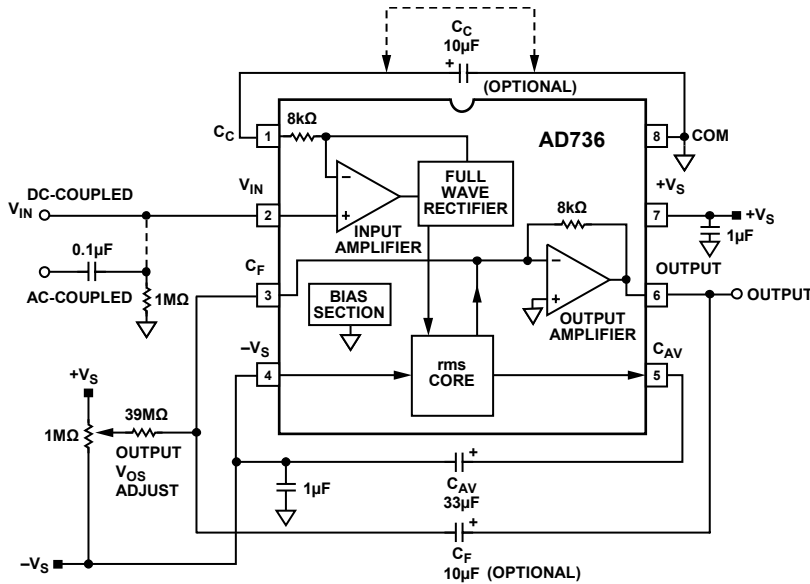 CC
10µF
+
(OPTIONAL)
8kΩ
AD736
CC
1
8
COM
FULL
WAVE
RECTIFIER
+VS
DC-COUPLED
VIN
VIN
2
−
+
INPUT
AMPLIFIER
8kΩ
7
+VS
1µF
0.1µF
AC-COUPLED
1MΩ
CF
3
BIAS
SECTION
−
+
OUTPUT
AMPLIFIER
OUTPUT
6
OUTPUT
−VS
4
rms
CORE
CAV
5
+VS
1MΩ
39MΩ
OUTPUT
VOS
ADJUST
1µF
+
CAV
33µF
−VS
+
CF
10µF (OPTIONAL)